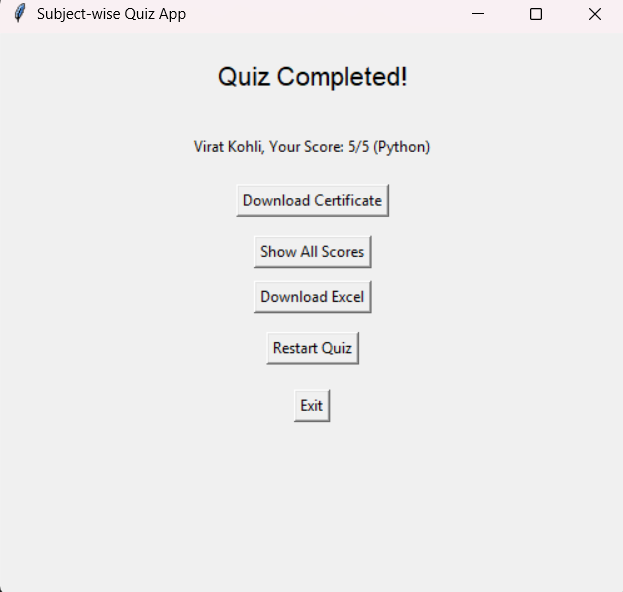 Subject-wise Quiz App
Quiz Completed!
Virat Kohli, Your Score: 5/5 (Python)
Download Certificate
Show All Scores
Download Excel
Restart Quiz
Exit